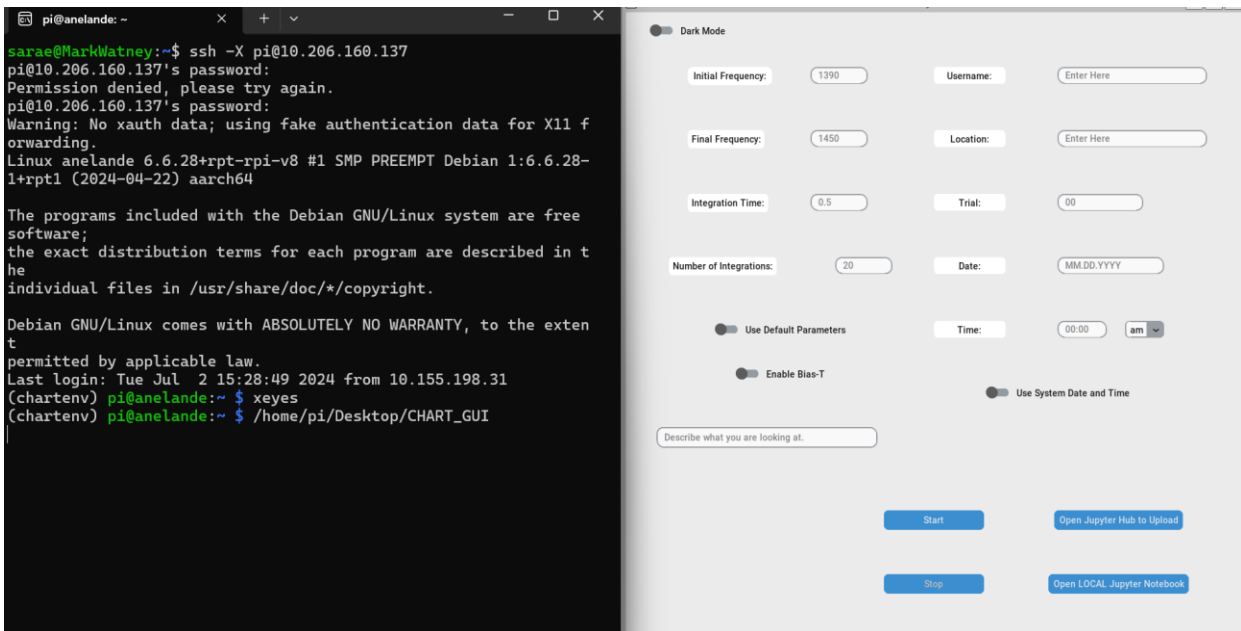 pi@anelande: ~
sarae@MarkWatney:~$ ssh -X pi@10.206.160.137
pi@10.206.160.137's password:
Permission denied, please try again.
pi@10.206.160.137's password:
Warning: No xauth data; using fake authentication data for X11 f
orwarding.
Linux anelande 6.6.28+rpt-rpi-v8 #1 SMP PREEMPT Debian 1:6.6.28-
1+rpt1 (2024-04-22) aarch64
The programs included with the Debian GNU/Linux system are free
software;
the exact distribution terms for each program are described in t
he
individual files in /usr/share/doc/*/copyright.
Debian GNU/Linux comes with ABSOLUTELY NO WARRANTY, to the exten
t
permitted by applicable law.
Last login: Tue Jul  2 15:28:49 2024 from 10.155.198.31
(chartenv) pi@anelande:~ $ xeyes
(chartenv) pi@anelande:~ $ /home/pi/Desktop/CHART_GUI
Dark Mode
Initial Frequency: 1390 Username: Enter Here
Final Frequency: 1450 Location: Enter Here
Integration Time: 0.5 Trial: 00
Number of Integrations: 20 Date: MM.DD.YYYY
Use Default Parameters Time: 00:00 am
Enable Bias-T
Use System Date and Time
Describe what you are looking at.
Start Open Jupyter Hub to Upload
Stop Open LOCAL Jupyter Notebook